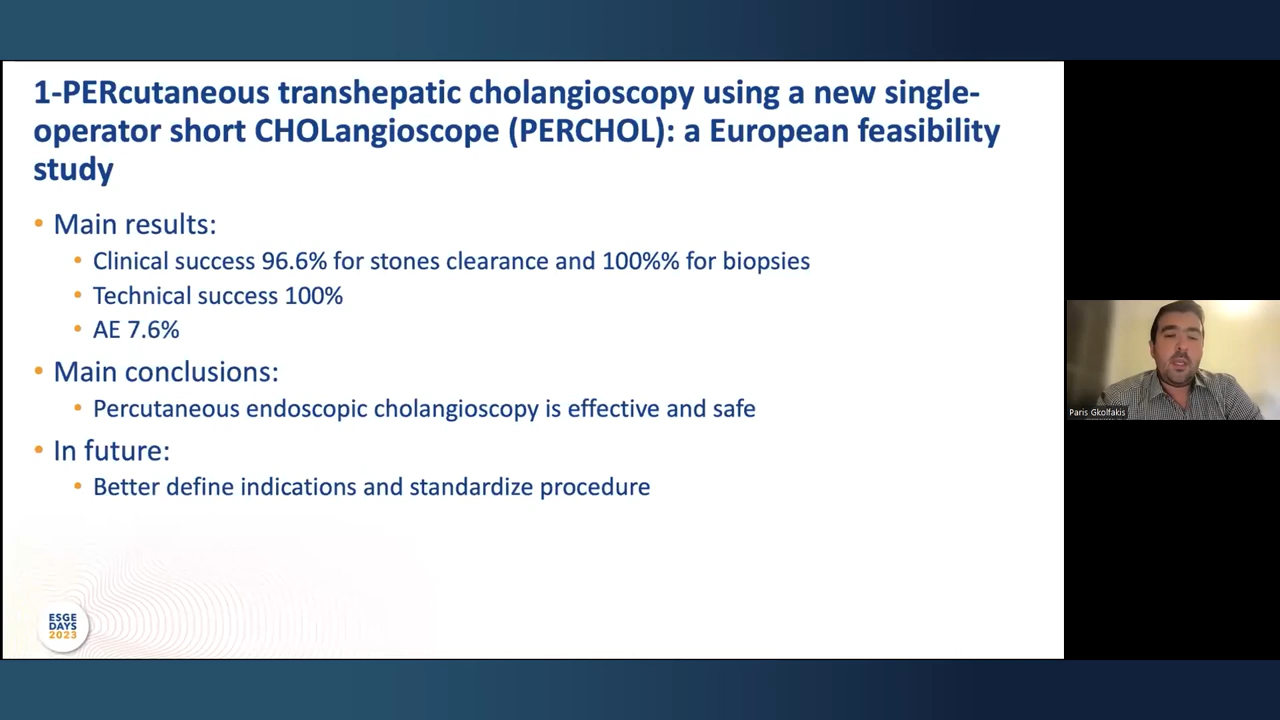 1-PERcutaneous transhepatic cholangioscopy using a new single-
operator short CHOLangioscope (PERCHOL): a European feasibility
study
• Main results:
• Clinical success 96.6% for stones clearance and 100%% for biopsies
• Technical success 100%
• AE 7.6%
• Main conclusions:
• Percutaneous endoscopic cholangioscopy is effective and safe
• In future:
• Better define indications and standardize procedure
ESGE
DAYS
2023
Paris Gkolfakis